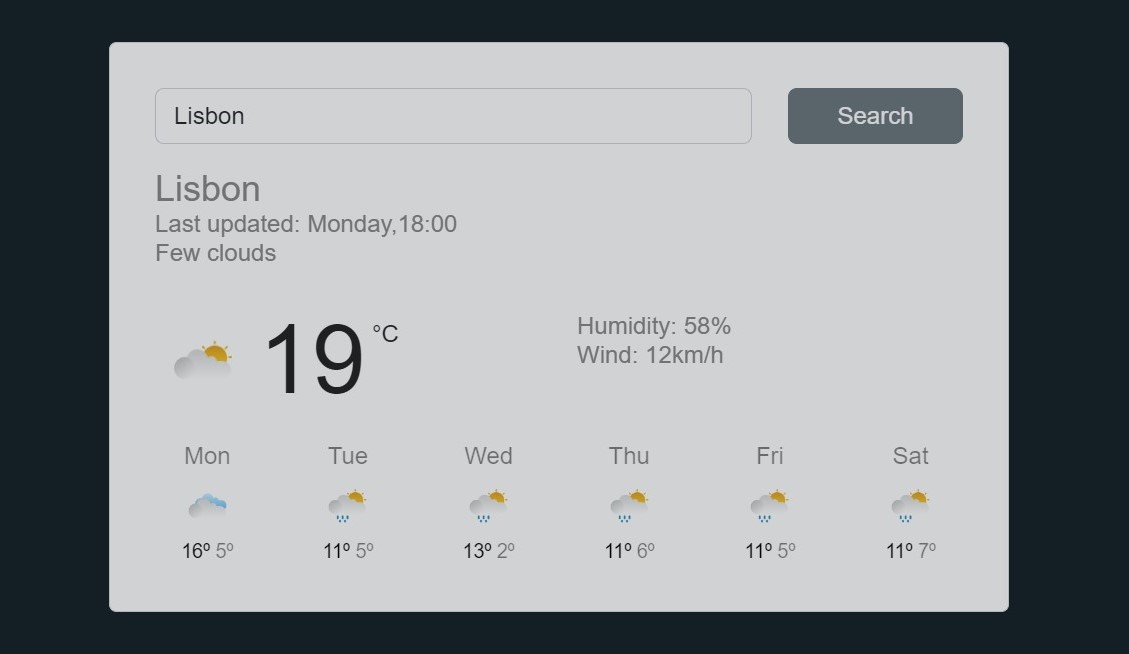 Lisbon
Search
Lisbon
Last updated: Monday,18:00
Few clouds
19 °C
Humidity: 58%
Wind: 12km/h
Mon Tue Wed Thu Fri Sat
16º 5º 11º 5º 13º 2º 11º 6º 11º 5º 11º 7º